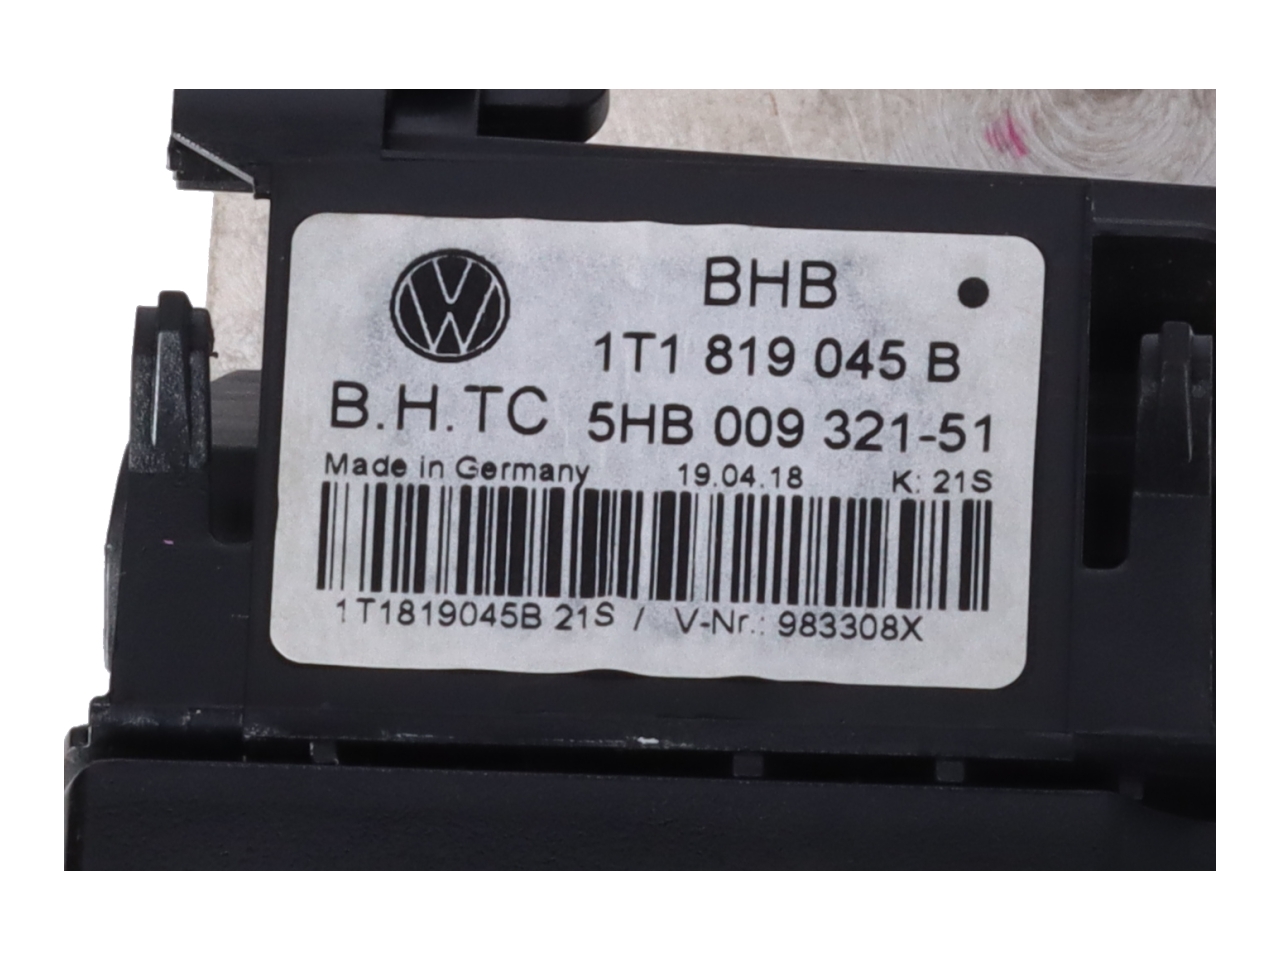 BHB
1T1 819 045 B
B.H.TC 5HB 009 321-51
Made in Germany 19.04.18 K: 21S
1T1819045B 21S / V-Nr.: 983308X